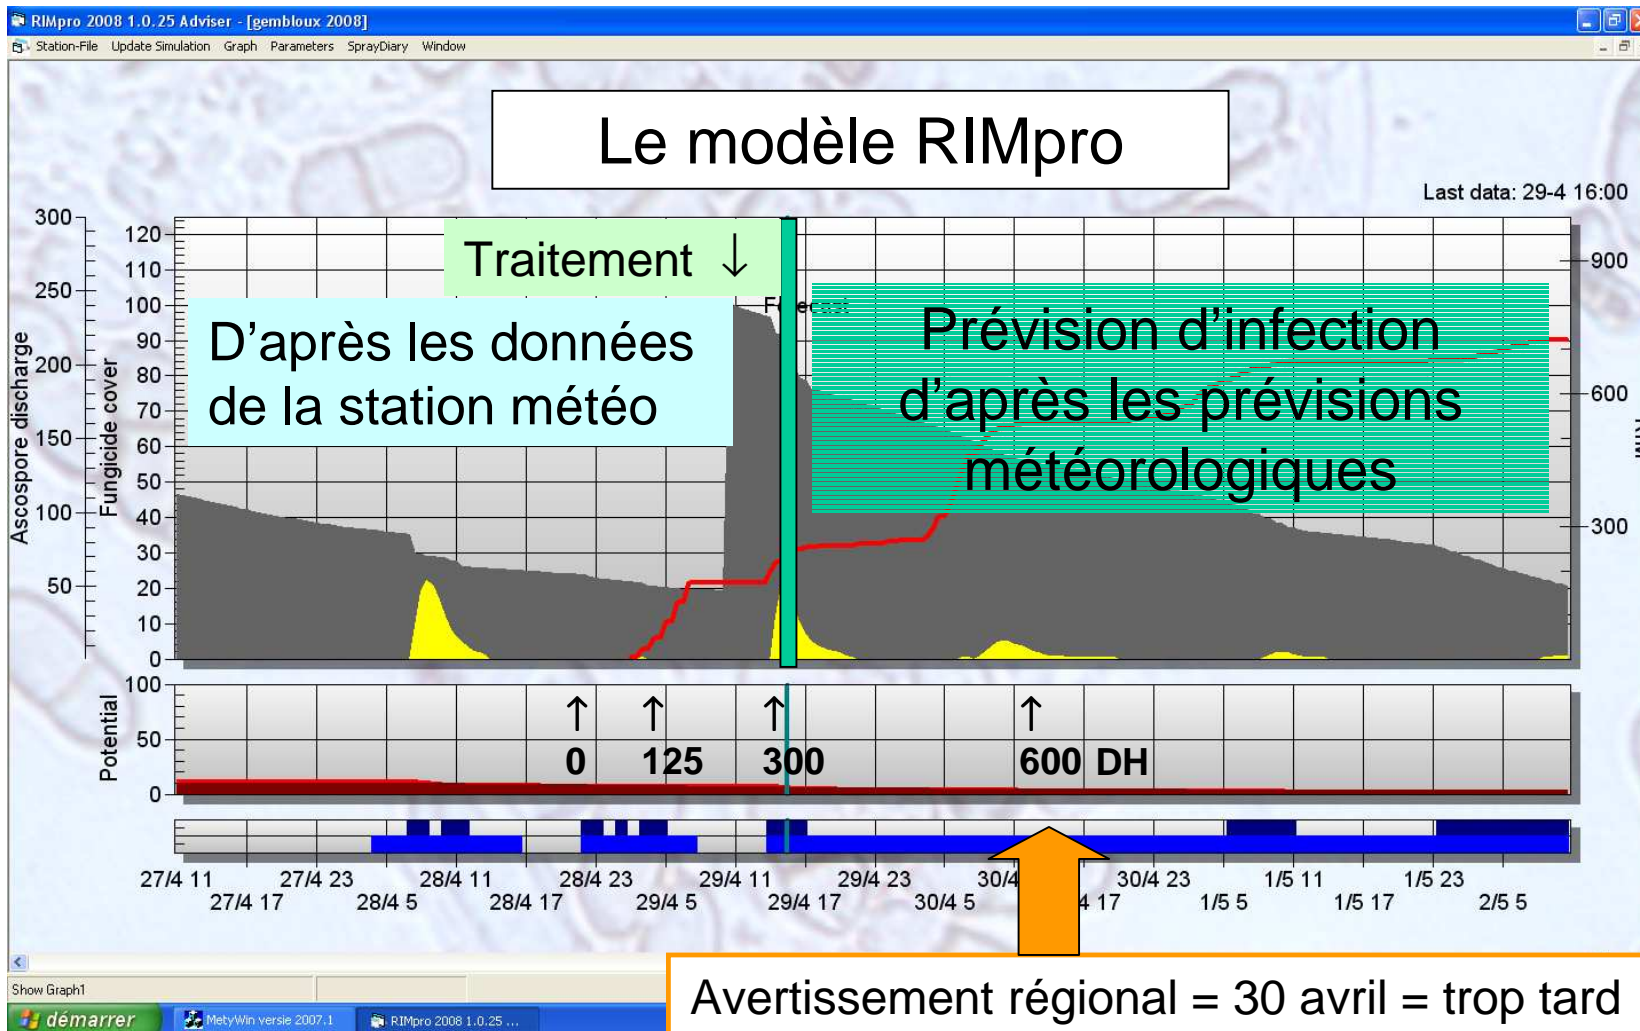 RIMpro 2008 1.0.25 Adviser - [gembloux 2008]
Station-File Update Simulation Graph Parameters SprayDiary Window
Le modèle RIMpro
Last data: 29-4 16:00
Traitement ↓
D'après les données
de la station météo
Prévision d'infection
d'après les prévisions
météorologiques
Ascospore discharge
300
250
200
150
100
50
Fungicide cover
120
110
100
90
80
70
60
50
40
30
20
10
0
900
600
300
Potential
100
50
0
↑ ↑ ↑ ↑
0 125 300 600 DH
27/4 11 27/4 23 28/4 11 28/4 23 29/4 11 29/4 23 30/4 30/4 23 1/5 11 1/5 23
27/4 17 28/4 5 28/4 17 29/4 5 29/4 17 30/4 5 4 17 1/5 5 1/5 17 2/5 5
Avertissement régional = 30 avril = trop tard
Show Graph1
démarrer MetyWin versie 2007.1 RIMpro 2008 1.0.25 ...